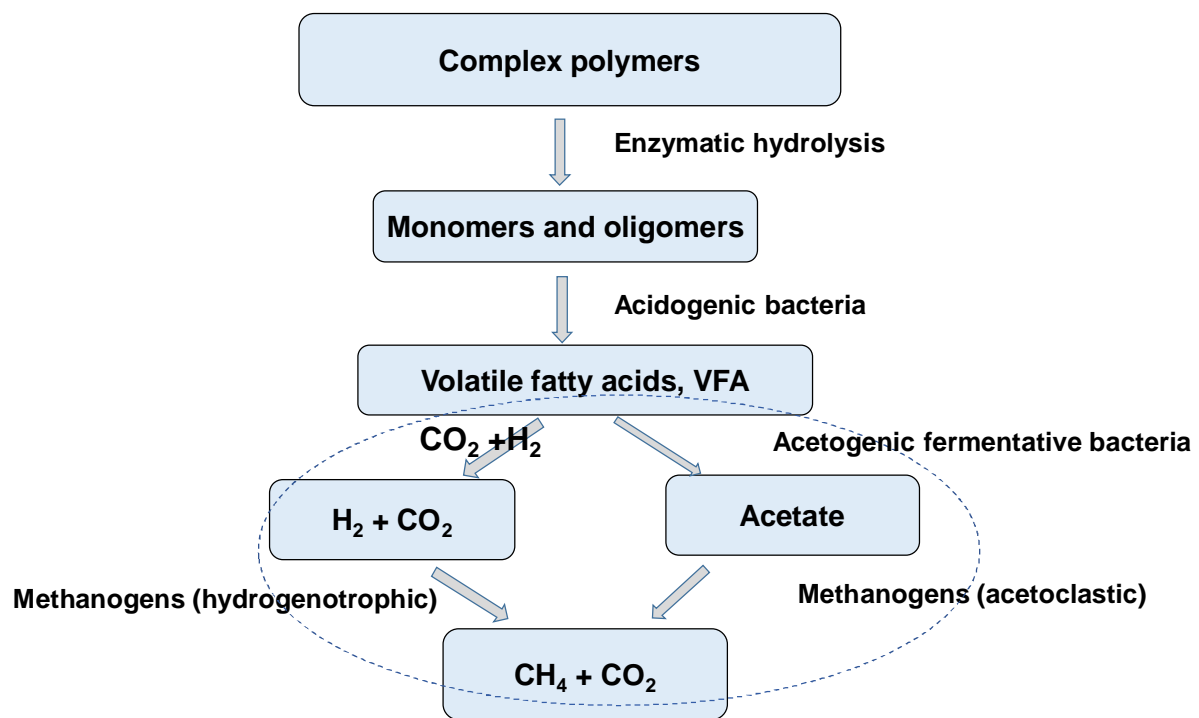 Complex polymers
Enzymatic hydrolysis
Monomers and oligomers
Acidogenic bacteria
Volatile fatty acids, VFA
CO₂ +H₂
Acetogenic fermentative bacteria
H₂ + CO₂
Acetate
Methanogens (hydrogenotrophic)
Methanogens (acetoclastic)
CH₄ + CO₂